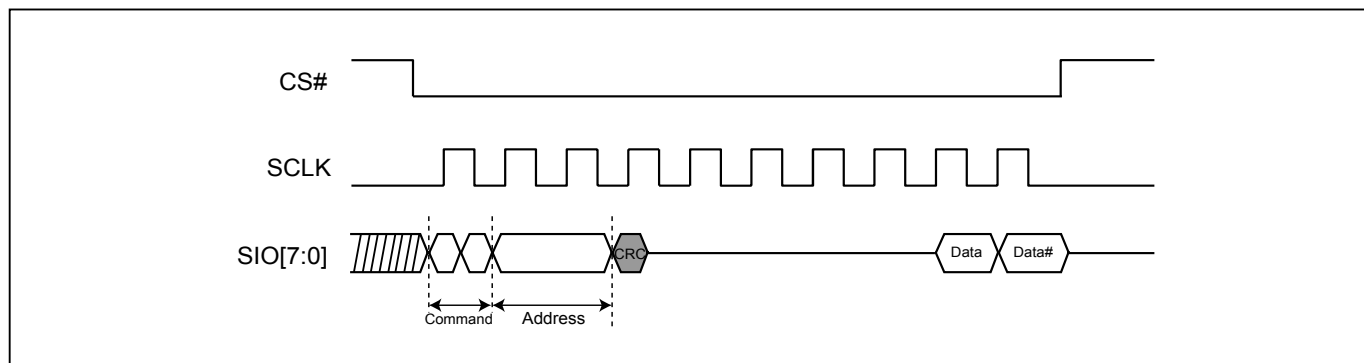 CS#
SCLK
SIO[7:0]
CRC
Data
Data#
Command
Address